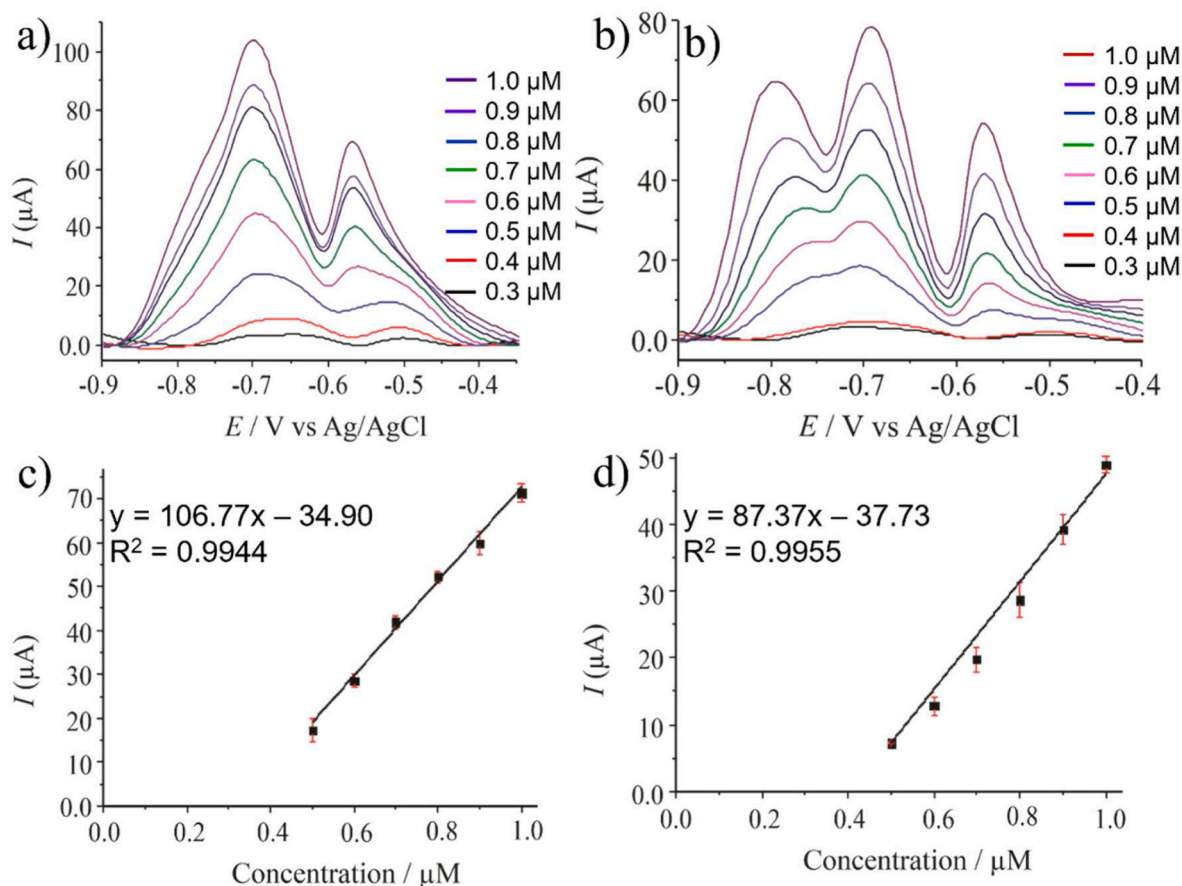 a)
100
80
60
40
20
0.0
I (µA)
1.0 µM
0.9 µM
0.8 µM
0.7 µM
0.6 µM
0.5 µM
0.4 µM
0.3 µM
-0.9 -0.8 -0.7 -0.6 -0.5 -0.4
E / V vs Ag/AgCl
b) b)
80
60
40
20
0.0
I (µA)
1.0 µM
0.9 µM
0.8 µM
0.7 µM
0.6 µM
0.5 µM
0.4 µM
0.3 µM
-0.9 -0.8 -0.7 -0.6 -0.5 -0.4
E / V vs Ag/AgCl
c)
y = 106.77x – 34.90
R² = 0.9944
70
60
50
40
30
20
10
0.0
I (µA)
0.0 0.2 0.4 0.6 0.8 1.0
Concentration / µM
d)
y = 87.37x – 37.73
R² = 0.9955
50
40
30
20
10
0.0
I (µA)
0.0 0.2 0.4 0.6 0.8 1.0
Concentration / µM